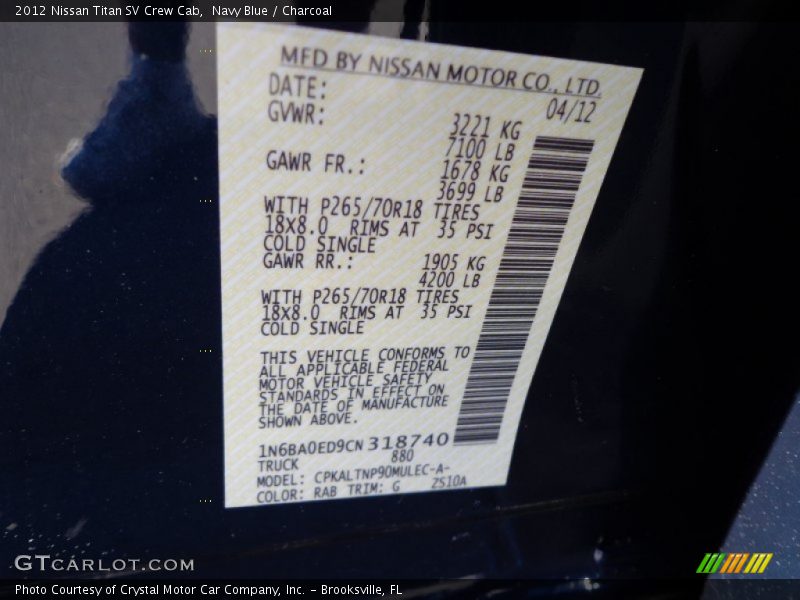 2012 Nissan Titan SV Crew Cab, Navy Blue / Charcoal
MFD BY NISSAN MOTOR CO., LTD.
DATE: 04/12
GVWR: 3221 KG
7100 LB
GAWR FR.: 1678 KG
3699 LB
WITH P265/70R18 TIRES
18X8.0 RIMS AT 35 PSI
COLD SINGLE
GAWR RR.: 1905 KG
4200 LB
WITH P265/70R18 TIRES
18X8.0 RIMS AT 35 PSI
COLD SINGLE
THIS VEHICLE CONFORMS TO
ALL APPLICABLE FEDERAL
MOTOR VEHICLE SAFETY
STANDARDS IN EFFECT ON
THE DATE OF MANUFACTURE
SHOWN ABOVE.
1N6BA0ED9CN 318740
TRUCK 880
MODEL: CPKALTNP90MULEC-A-
COLOR: RAB TRIM: G ZS10A
GTCARLOT.COM
Photo Courtesy of Crystal Motor Car Company, Inc. - Brooksville, FL